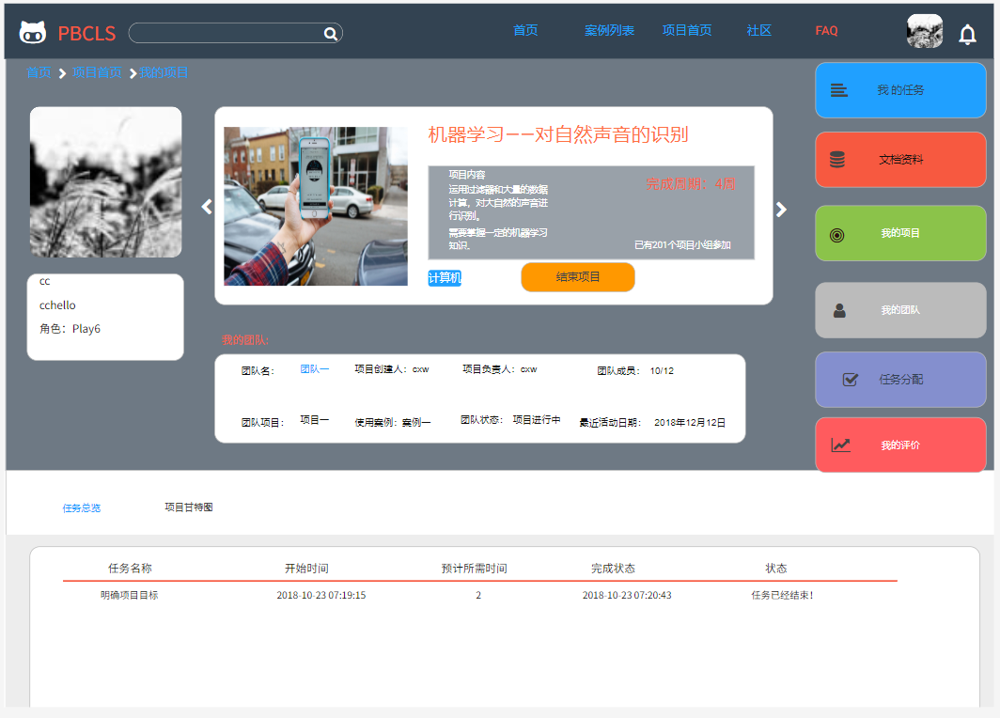 PBCLS
首页 案例列表 项目首页 社区 FAQ
首页 项目首页 我的项目
我 的任务
文档资料
我的项目
我的团队
任务分配
我的评价
cc
cchello
角色：Play6
机器学习——对自然声音的识别
项目内容
运用过滤器和大量的数据
计算，对大自然的声音进
行识别。
需要掌握一定的机器学习
知识。
完成周期：4周
已有201个项目小组参加
计算机
结束项目
我的团队:
团队名： 团队一 项目创建人：cxw 项目负责人：cxw 团队成员： 10/12
团队项目： 项目一 使用案例：案例一 团队状态： 项目进行中 最近活动日期： 2018年12月12日
任务总览 项目甘特图
任务名称 开始时间 预计所需时间 完成状态 状态
明确项目目标 2018-10-23 07:19:15 2 2018-10-23 07:20:43 任务已经结束!